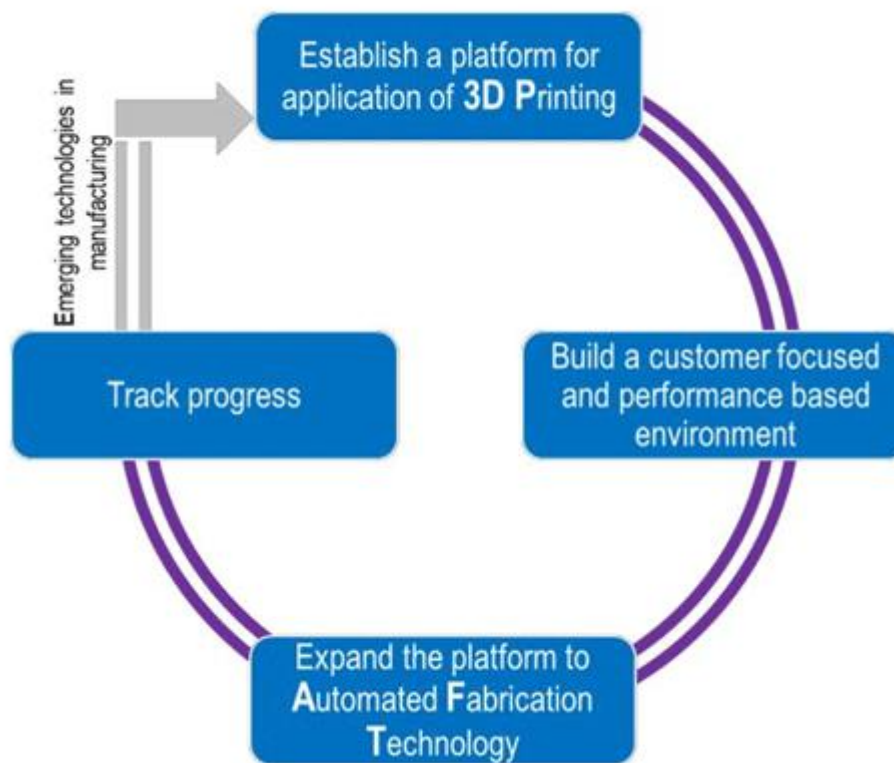 Establish a platform for
application of 3D Printing
Emerging technologies in
manufacturing
Track progress
Build a customer focused
and performance based
environment
Expand the platform to
Automated Fabrication
Technology